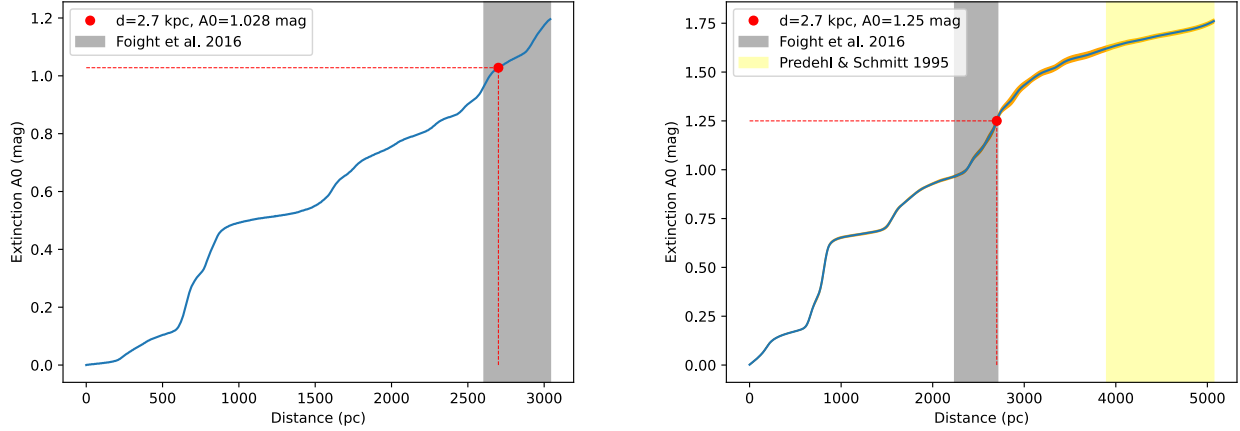 d=2.7 kpc, A0=1.028 mag
Foight et al. 2016
Extinction A0 (mag)
1.2
1.0
0.8
0.6
0.4
0.2
0.0
0 500 1000 1500 2000 2500 3000
Distance (pc)
d=2.7 kpc, A0=1.25 mag
Foight et al. 2016
Predehl & Schmitt 1995
Extinction A0 (mag)
1.75
1.50
1.25
1.00
0.75
0.50
0.25
0.00
0 1000 2000 3000 4000 5000
Distance (pc)